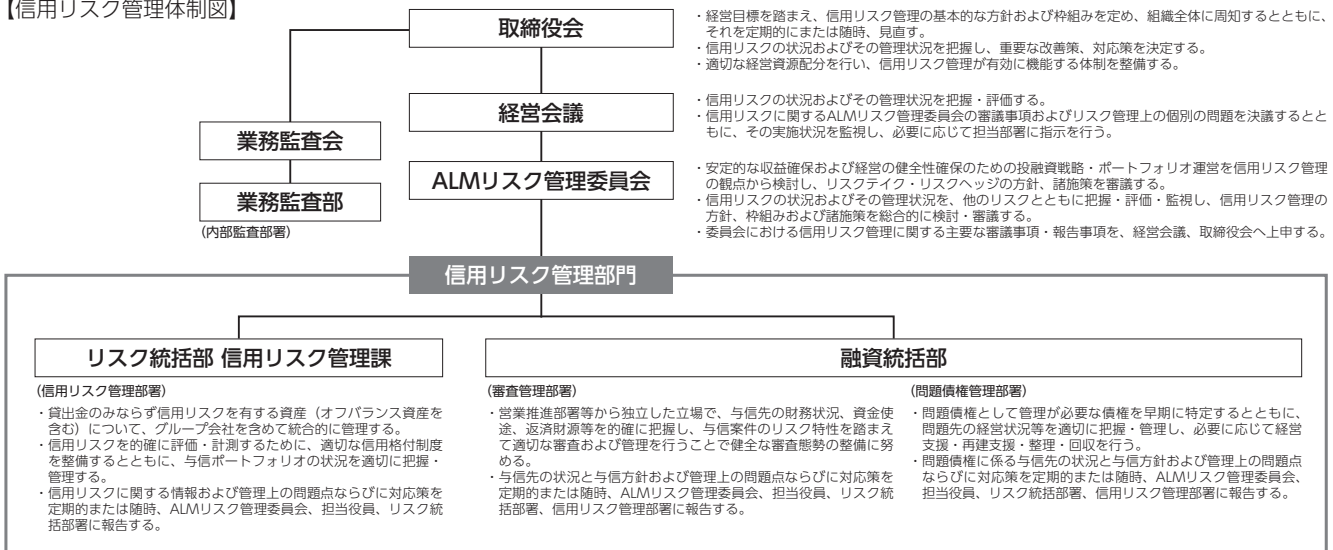 【信用リスク管理体制図】
取締役会
・経営目標を踏まえ、信用リスク管理の基本的な方針および枠組みを定め、組織全体に周知するとともに、
それを定期的にまたは随時、見直す。
・信用リスクの状況およびその管理状況を把握し、重要な改善策、対応策を決定する。
・適切な経営資源配分を行い、信用リスク管理が有効に機能する体制を整備する。
経営会議
・信用リスクの状況およびその管理状況を把握・評価する。
・信用リスクに関するALMリスク管理委員会の審議事項およびリスク管理上の個別の問題を決議するとと
もに、その実施状況を監視し、必要に応じて担当部署に指示を行う。
業務監査会
ALMリスク管理委員会
・安定的な収益確保および経営の健全性確保のための投融資戦略・ポートフォリオ運営を信用リスク管理
の観点から検討し、リスクテイク・リスクヘッジの方針、諸施策を審議する。
・信用リスクの状況およびその管理状況を、他のリスクとともに把握・評価・監視し、信用リスク管理の
方針、枠組みおよび諸施策を総合的に検討・審議する。
・委員会における信用リスク管理に関する主要な審議事項・報告事項を、経営会議、取締役会へ上申する。
業務監査部
(内部監査部署)
信用リスク管理部門
リスク統括部 信用リスク管理課
(信用リスク管理部署)
・貸出金のみならず信用リスクを有する資産（オフバランス資産を
含む）について、グループ会社を含めて統合的に管理する。
・信用リスクを的確に評価・計測するために、適切な信用格付制度
を整備するとともに、与信ポートフォリオの状況を適切に把握・
管理する。
・信用リスクに関する情報および管理上の問題点ならびに対応策を
定期的または随時、ALMリスク管理委員会、担当役員、リスク統
括部署に報告する。
融資統括部
(審査管理部署)
・営業推進部署等から独立した立場で、与信先の財務状況、資金使
途、返済財源等を的確に把握し、与信案件のリスク特性を踏まえ
て適切な審査および管理を行うことで健全な審査態勢の整備に努
める。
・与信先の状況と与信方針および管理上の問題点ならびに対応策を
定期的または随時、ALMリスク管理委員会、担当役員、リスク統
括部署、信用リスク管理部署に報告する。
(問題債権管理部署)
・問題債権として管理が必要な債権を早期に特定するとともに、
問題先の経営状況等を適切に把握・管理し、必要に応じて経営
支援・再建支援・整理・回収を行う。
・問題債権に係る与信先の状況と与信方針および管理上の問題点
ならびに対応策を定期的または随時、ALMリスク管理委員会、
担当役員、リスク統括部署、信用リスク管理部署に報告する。